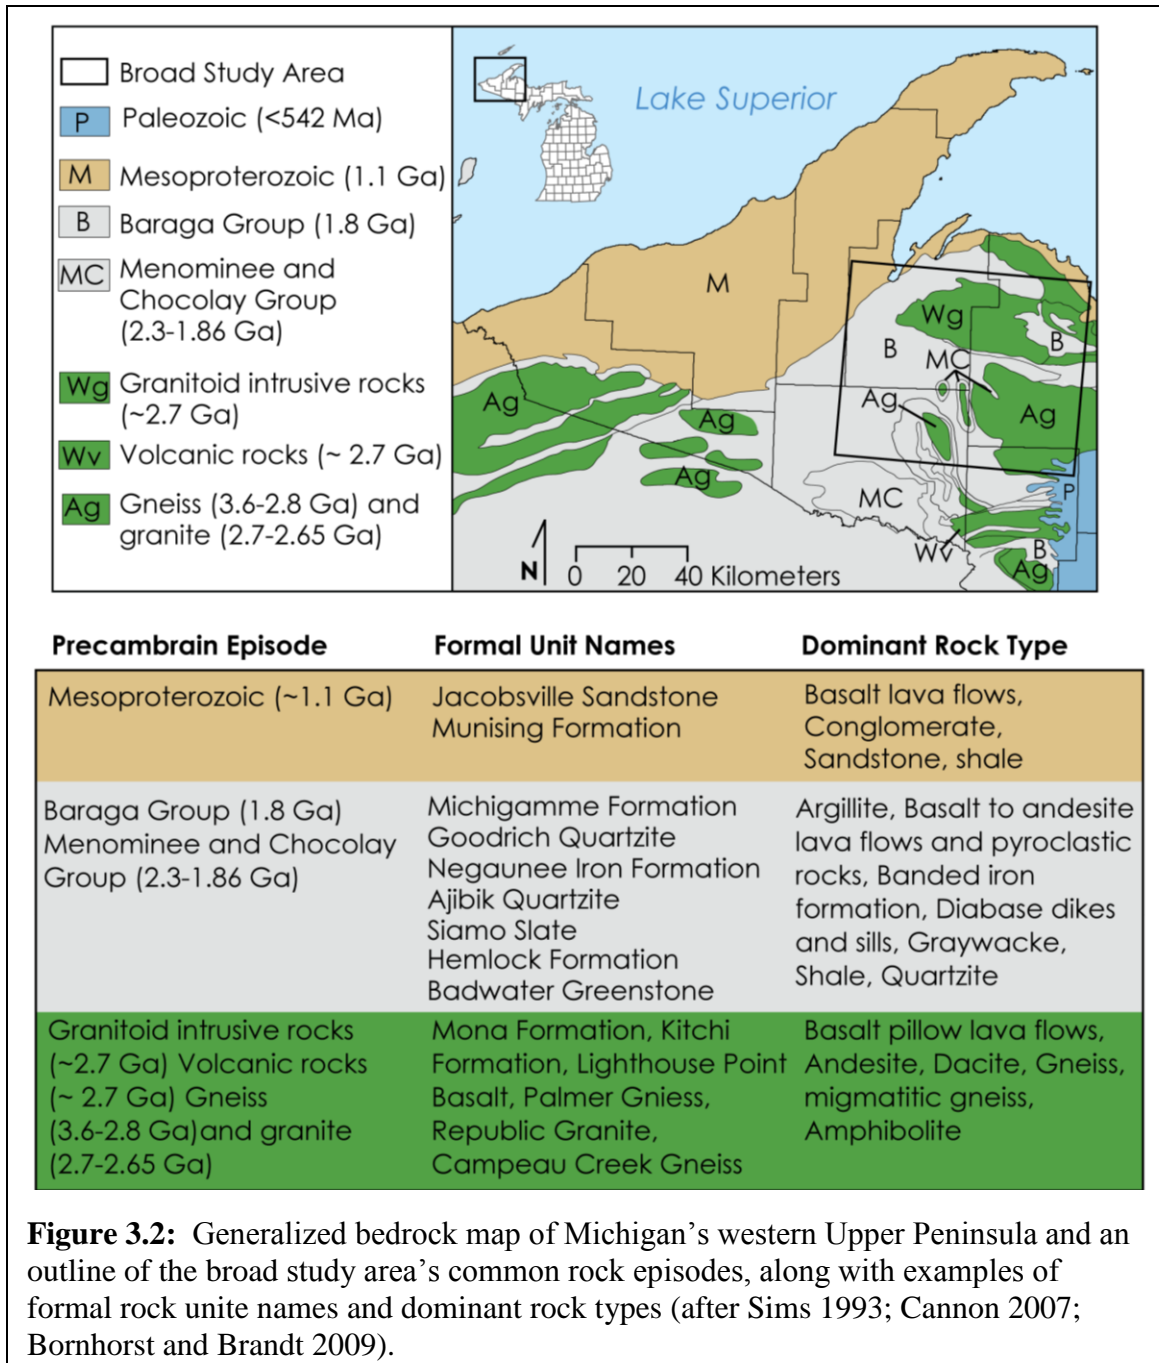 Broad Study Area
P Paleozoic (<542 Ma)
M Mesoproterozoic (1.1 Ga)
B Baraga Group (1.8 Ga)
MC Menominee and
Chocolay Group
(2.3-1.86 Ga)
Wg Granitoid intrusive rocks
(~2.7 Ga)
Wv Volcanic rocks (~ 2.7 Ga)
Ag Gneiss (3.6-2.8 Ga) and
granite (2.7-2.65 Ga)
Lake Superior
M
Wg
B
B
MC
Ag
Ag
Ag
Ag
Ag
MC
P
Wv
B
Ag
N 0 20 40 Kilometers
Precambrain Episode Formal Unit Names Dominant Rock Type
Mesoproterozoic (~1.1 Ga)
Jacobsville Sandstone
Munising Formation
Basalt lava flows,
Conglomerate,
Sandstone, shale
Baraga Group (1.8 Ga)
Menominee and Chocolay
Group (2.3-1.86 Ga)
Michigamme Formation
Goodrich Quartzite
Negaunee Iron Formation
Ajibik Quartzite
Siamo Slate
Hemlock Formation
Badwater Greenstone
Argillite, Basalt to andesite
lava flows and pyroclastic
rocks, Banded iron
formation, Diabase dikes
and sills, Graywacke,
Shale, Quartzite
Granitoid intrusive rocks
(~2.7 Ga) Volcanic rocks
(~ 2.7 Ga) Gneiss
(3.6-2.8 Ga)and granite
(2.7-2.65 Ga)
Mona Formation, Kitchi
Formation, Lighthouse Point
Basalt, Palmer Gniess,
Republic Granite,
Campeau Creek Gneiss
Basalt pillow lava flows,
Andesite, Dacite, Gneiss,
migmatitic gneiss,
Amphibolite
Figure 3.2: Generalized bedrock map of Michigan's western Upper Peninsula and an
outline of the broad study area's common rock episodes, along with examples of
formal rock unite names and dominant rock types (after Sims 1993; Cannon 2007;
Bornhorst and Brandt 2009).